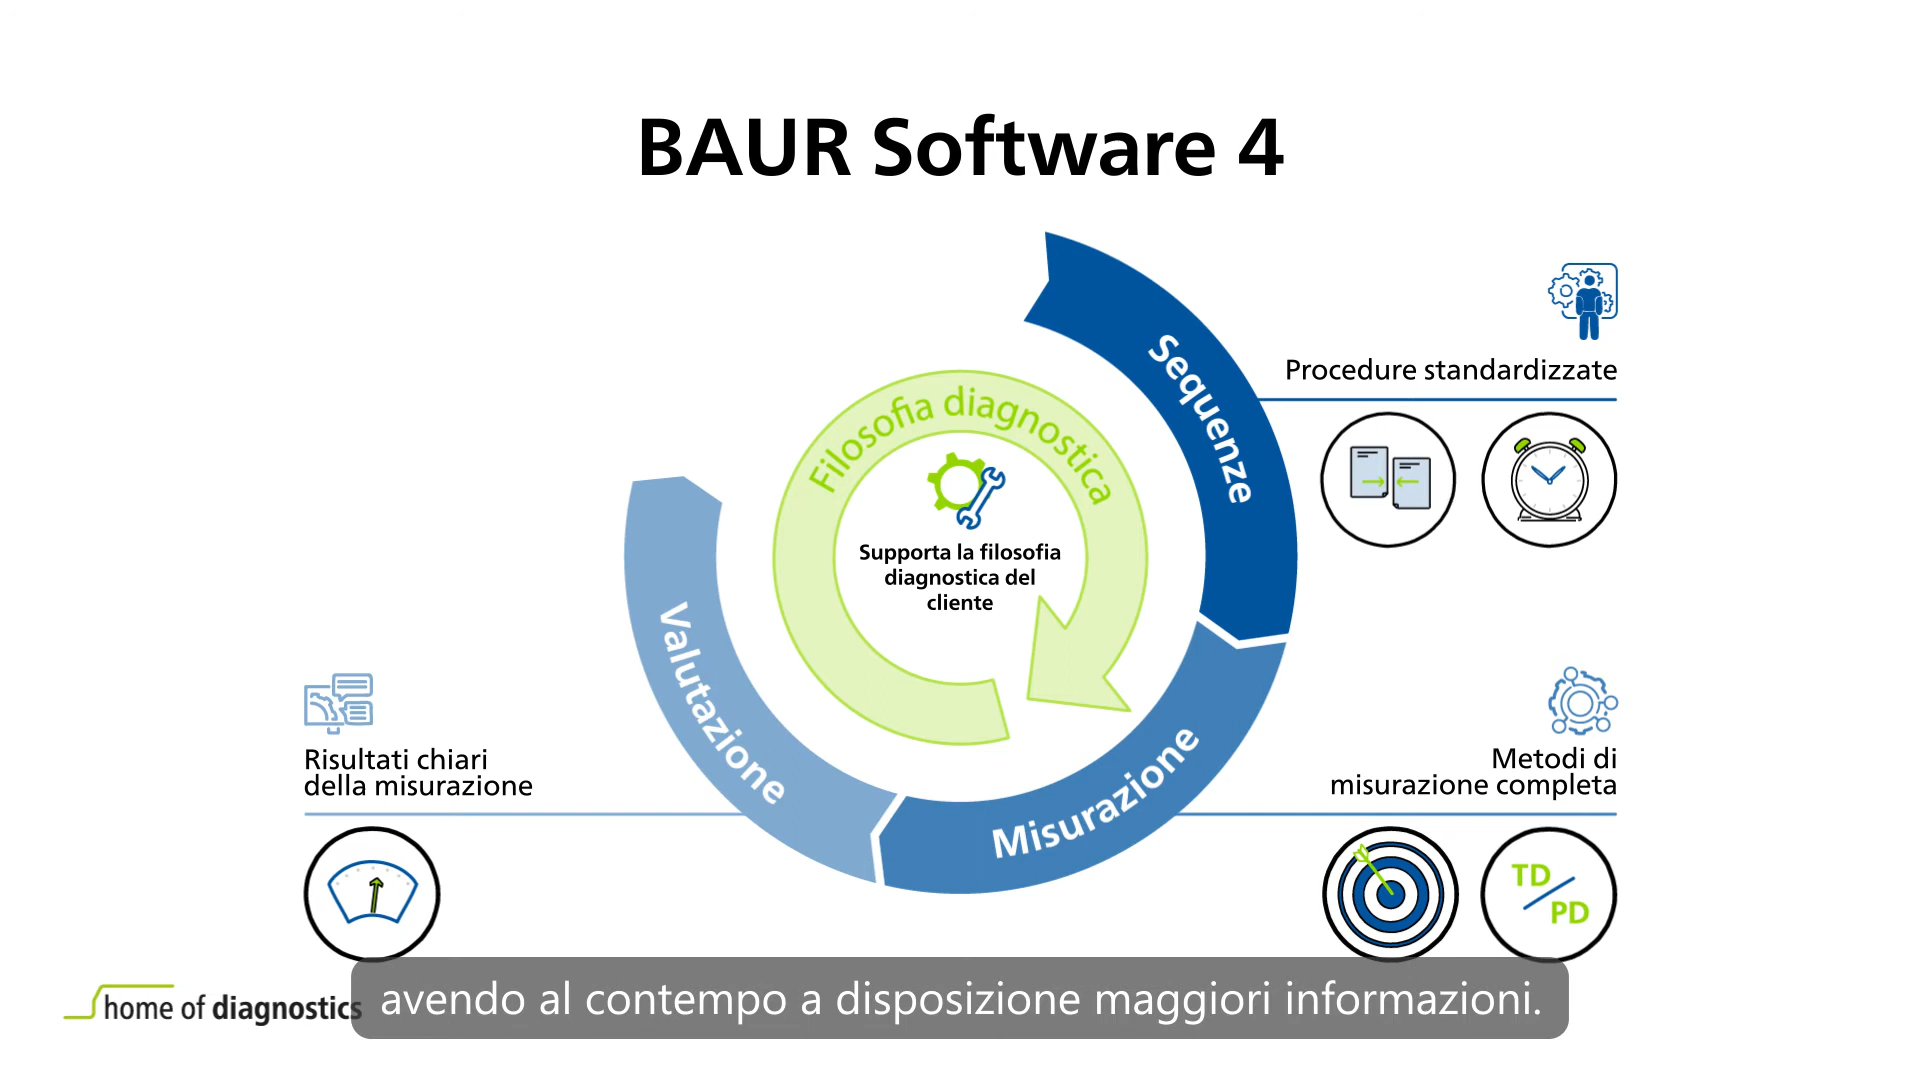 BAUR Software 4
Sequenze
Procedure standardizzate
Filosofia diagnostica
Supporta la filosofia
diagnostica del
cliente
Valutazione
Misurazione
Risultati chiari
della misurazione
Metodi di
misurazione completa
TD
PD
home of diagnostics
avendo al contempo a disposizione maggiori informazioni.